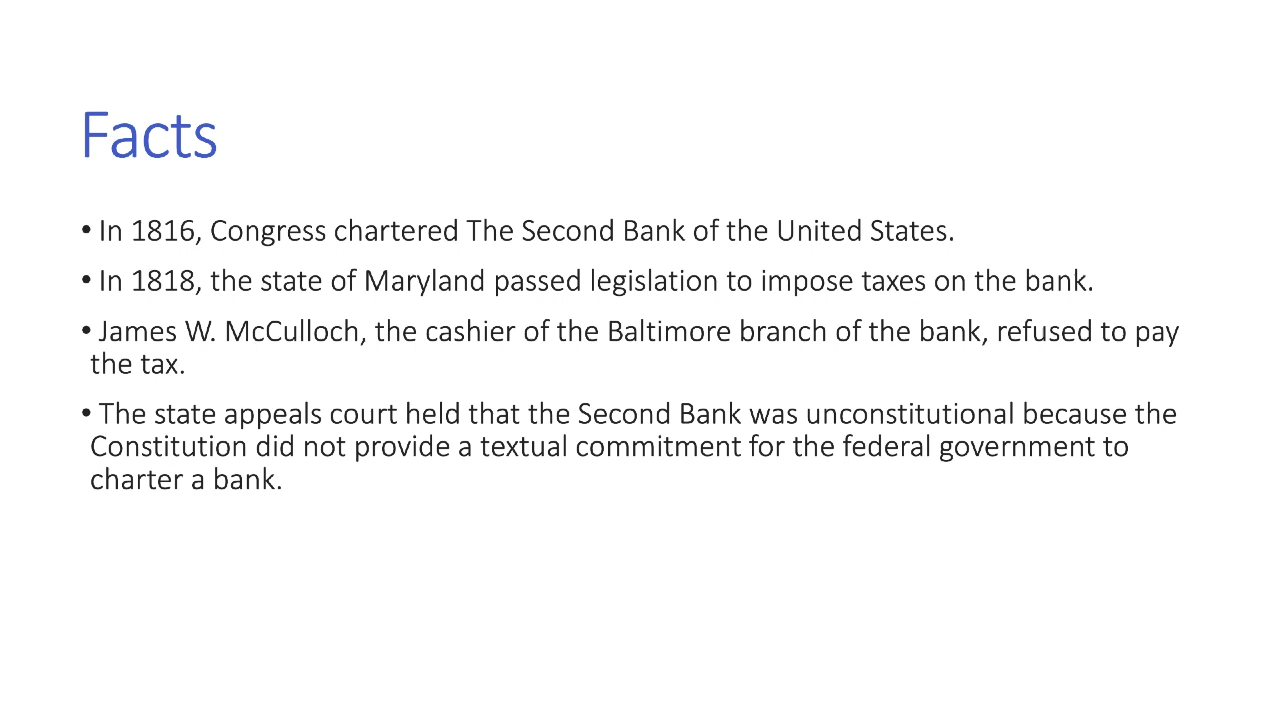 Facts
• In 1816, Congress chartered The Second Bank of the United States.
• In 1818, the state of Maryland passed legislation to impose taxes on the bank.
• James W. McCulloch, the cashier of the Baltimore branch of the bank, refused to pay
the tax.
• The state appeals court held that the Second Bank was unconstitutional because the
Constitution did not provide a textual commitment for the federal government to
charter a bank.